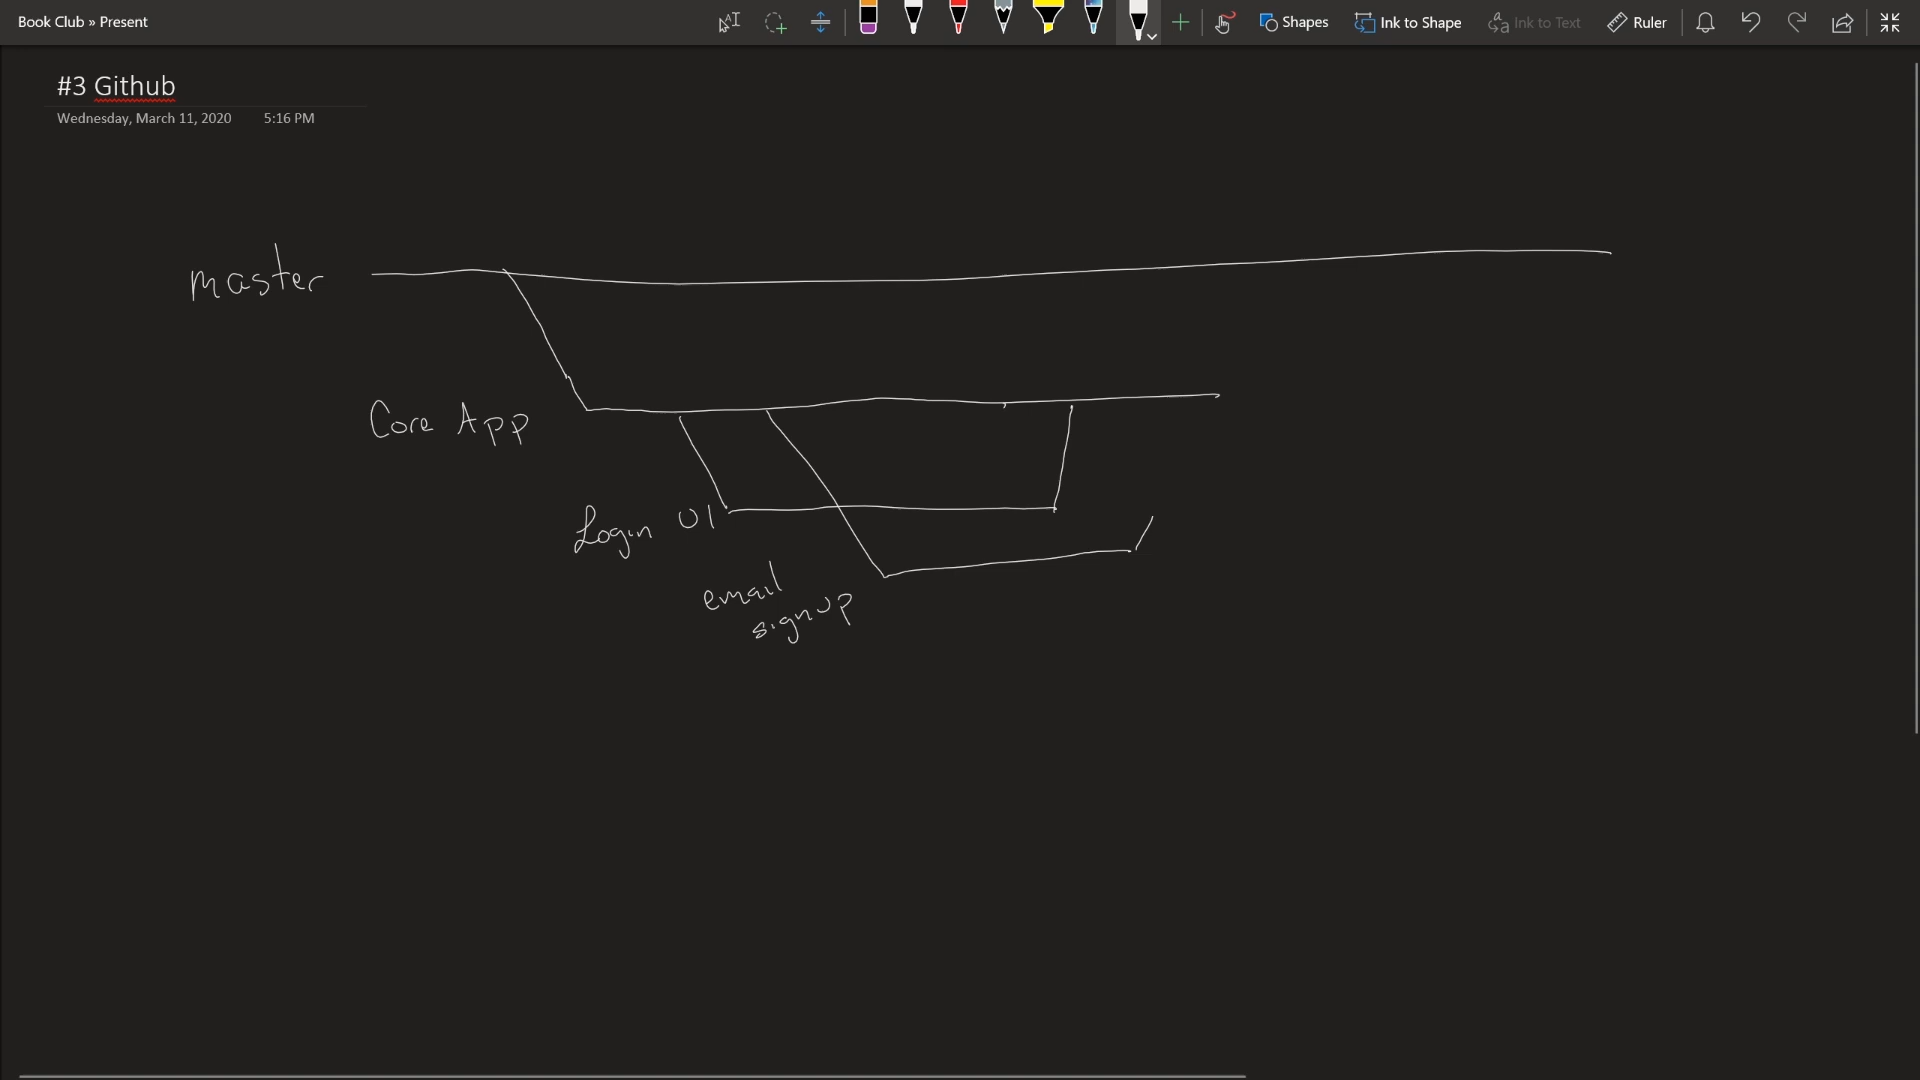 Book Club » Present
Shapes
Ink to Shape
Ink to Text
Ruler
#3 Github
Wednesday, March 11, 2020 5:16 PM
master
Core App
Login UI
email
signup